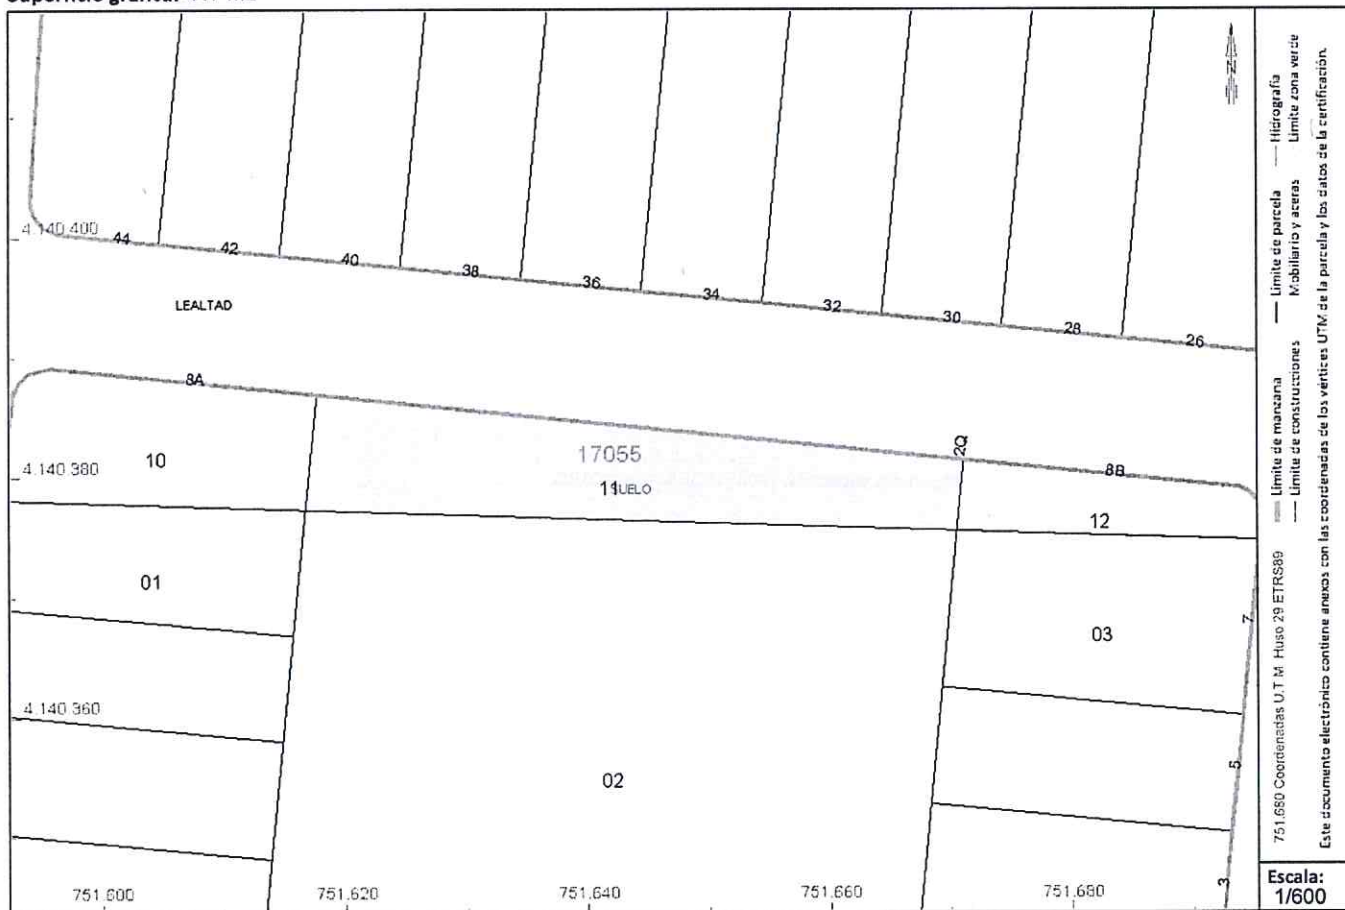 4.140.400
44
42
40
38
36
34
32
30
28
26
LEALTAD
8A
17055
2Q
8B
10
4.140.380
11
SUELO
12
01
03
7
4.140.360
02
5
3
751.600
751.620
751.640
751.660
751.680
N
Límite de manzana
Límite de parcela
Hidrografía
Límite de construcciones
Mobiliario y aceras
Límite zona verde
751.680 Coordenadas U.T.M. Huso 29 ETRS89
Este documento electrónico contiene anexos con las coordenadas de los vértices UTM de la parcela y los datos de la certificación.
Escala:
1/600